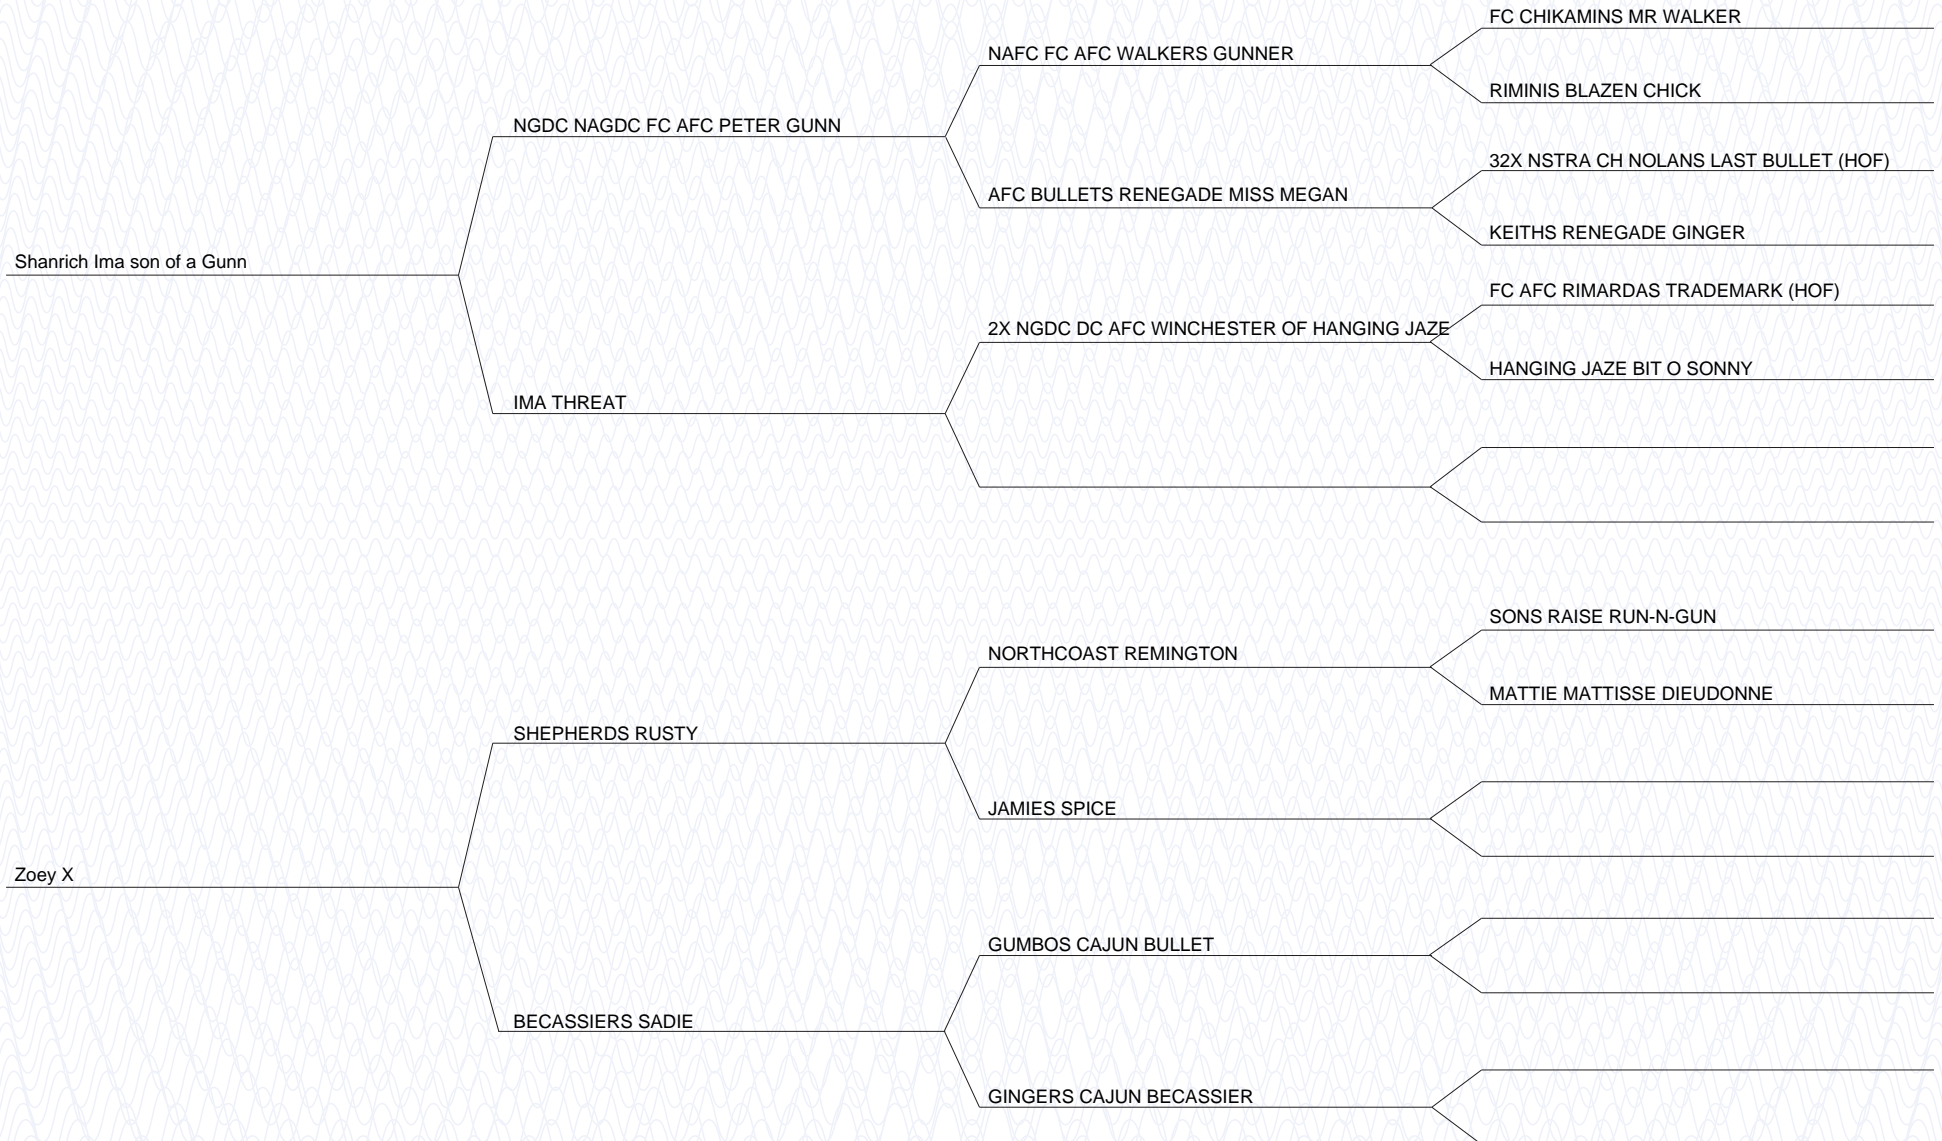 FC CHIKAMINS MR WALKER
NAFC FC AFC WALKERS GUNNER
RIMINIS BLAZEN CHICK
NGDC NAGDC FC AFC PETER GUNN
32X NSTRA CH NOLANS LAST BULLET (HOF)
AFC BULLETS RENEGADE MISS MEGAN
KEITHS RENEGADE GINGER
Shanrich Ima son of a Gunn
FC AFC RIMARDAS TRADEMARK (HOF)
2X NGDC DC AFC WINCHESTER OF HANGING JAZE
HANGING JAZE BIT O SONNY
IMA THREAT
SONS RAISE RUN-N-GUN
NORTHCOAST REMINGTON
MATTIE MATTISSE DIEUDONNE
SHEPHERDS RUSTY
JAMIES SPICE
Zoey X
GUMBOS CAJUN BULLET
BECASSIERS SADIE
GINGERS CAJUN BECASSIER